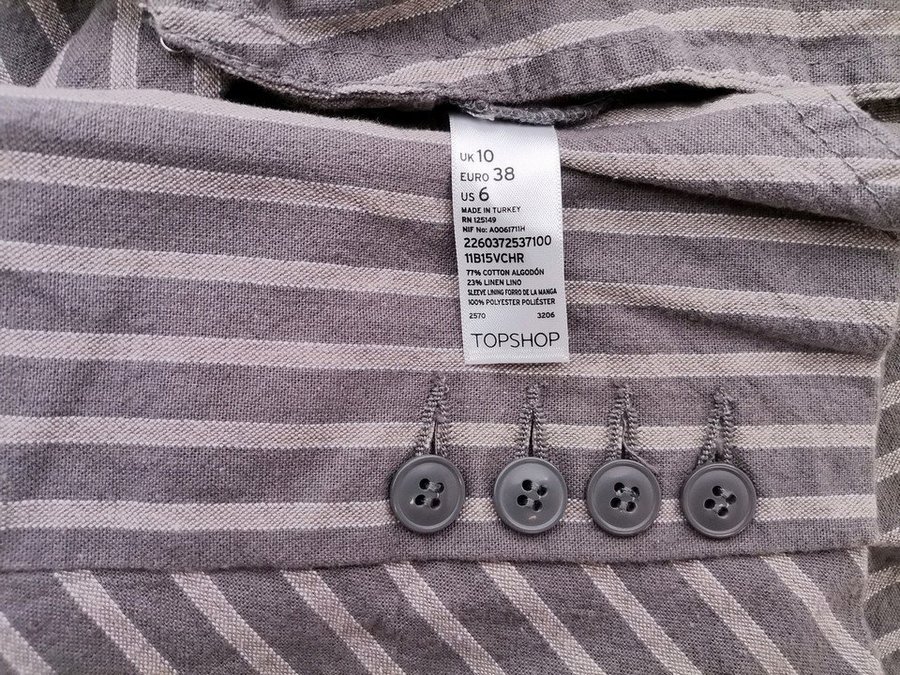 UK 10
EURO 38
US 6
MADE IN TURKEY
RN 125149
NIF No: A0061711H
2260372537100
11B15VCHR
77% COTTON ALGODÓN
23% LINEN LINO
SLEEVE LINING FORRO DE LA MANGA
100% POLYESTER POLIÉSTER
2570 3206
TOPSHOP